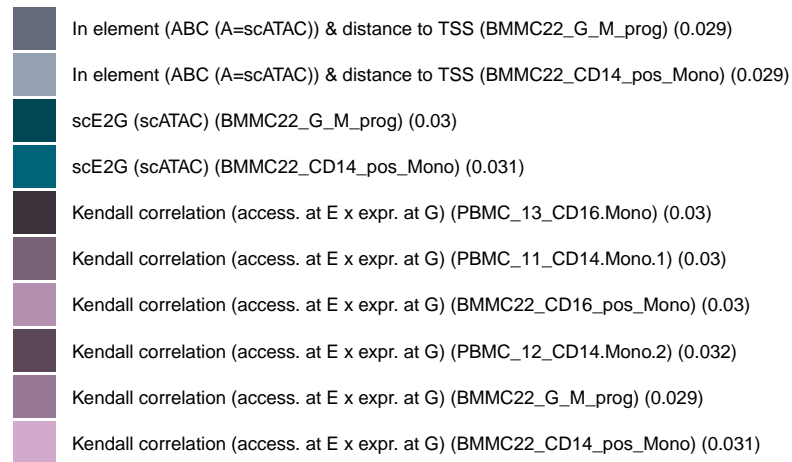 In element (ABC (A=scATAC)) & distance to TSS (BMMC22_G_M_prog) (0.029)
In element (ABC (A=scATAC)) & distance to TSS (BMMC22_CD14_pos_Mono) (0.029)
scE2G (scATAC) (BMMC22_G_M_prog) (0.03)
scE2G (scATAC) (BMMC22_CD14_pos_Mono) (0.031)
Kendall correlation (access. at E x expr. at G) (PBMC_13_CD16.Mono) (0.03)
Kendall correlation (access. at E x expr. at G) (PBMC_11_CD14.Mono.1) (0.03)
Kendall correlation (access. at E x expr. at G) (BMMC22_CD16_pos_Mono) (0.03)
Kendall correlation (access. at E x expr. at G) (PBMC_12_CD14.Mono.2) (0.032)
Kendall correlation (access. at E x expr. at G) (BMMC22_G_M_prog) (0.029)
Kendall correlation (access. at E x expr. at G) (BMMC22_CD14_pos_Mono) (0.031)